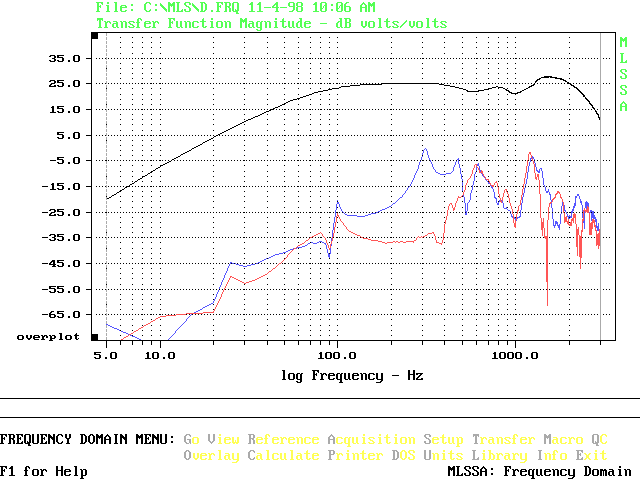 File: C:\MLS\D.FRQ 11-4-98 10:06 AM
Transfer Function Magnitude - dB volts/volts
MLSSA
35.0
25.0
15.0
5.0
-5.0
-15.0
-25.0
-35.0
-45.0
-55.0
-65.0
overplot
5.0 10.0 100.0 1000.0
log Frequency - Hz
FREQUENCY DOMAIN MENU: Go View Reference Acquisition Setup Transfer Macro QC
Overlay Calculate Printer DOS Units Library Info Exit
F1 for Help MLSSA: Frequency Domain